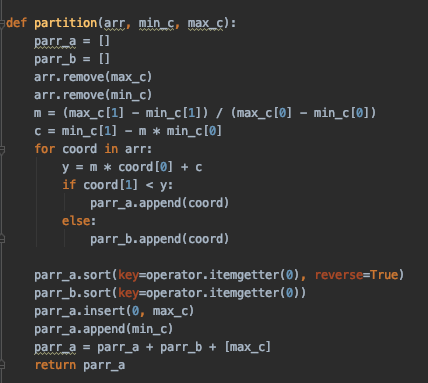 def partition(arr, min_c, max_c):
    parr_a = []
    parr_b = []
    arr.remove(max_c)
    arr.remove(min_c)
    m = (max_c[1] - min_c[1]) / (max_c[0] - min_c[0])
    c = min_c[1] - m * min_c[0]
    for coord in arr:
        y = m * coord[0] + c
        if coord[1] < y:
            parr_a.append(coord)
        else:
            parr_b.append(coord)

    parr_a.sort(key=operator.itemgetter(0), reverse=True)
    parr_b.sort(key=operator.itemgetter(0))
    parr_a.insert(0, max_c)
    parr_a.append(min_c)
    parr_a = parr_a + parr_b + [max_c]
    return parr_a